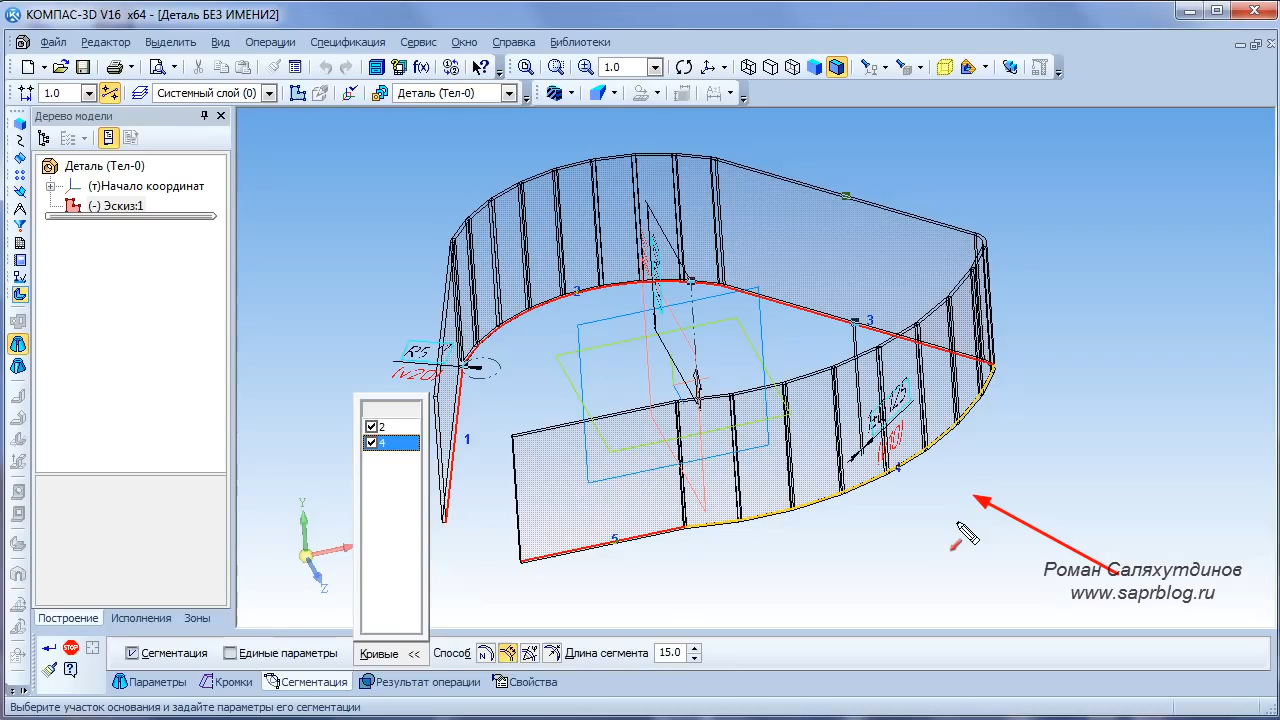 КОМПАС-3D V16 x64 - [Деталь БЕЗ ИМЕНИ2]
Файл Редактор Выделить Вид Операции Спецификация Сервис Окно Справка Библиотеки
f(x) 1.0
1.0 Системный слой (0) Деталь (Тел-0)
Дерево модели
Деталь (Тел-0)
(т)Начало координат
(-) Эскиз:1
2
3
R5
1
2
4
4
5
Y
Z
Роман Саляхутдинов
www.saprblog.ru
Построение Исполнения Зоны
STOP Сегментация Единые параметры Кривые << Способ N Длина сегмента 15.0
Параметры Кромки Сегментация Результат операции Свойства
Выберите участок основания и задайте параметры его сегментации